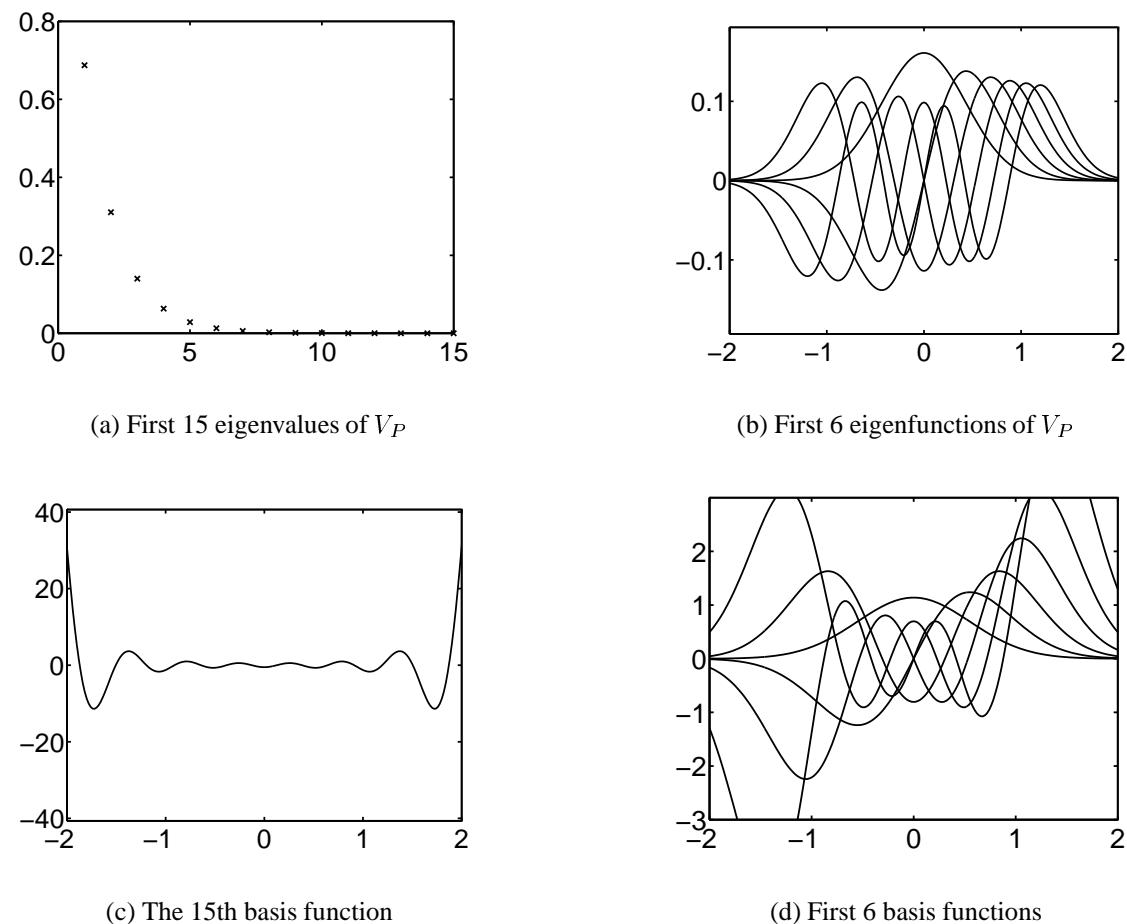 0.8
0.6
0.4
0.2
0
0 5 10 15
(a) First 15 eigenvalues of V_P
0.1
0
−0.1
−2 −1 0 1 2
(b) First 6 eigenfunctions of V_P
40
20
0
−20
−40
−2 −1 0 1 2
(c) The 15th basis function
2
1
0
−1
−2
−3
−2 −1 0 1 2
(d) First 6 basis functions